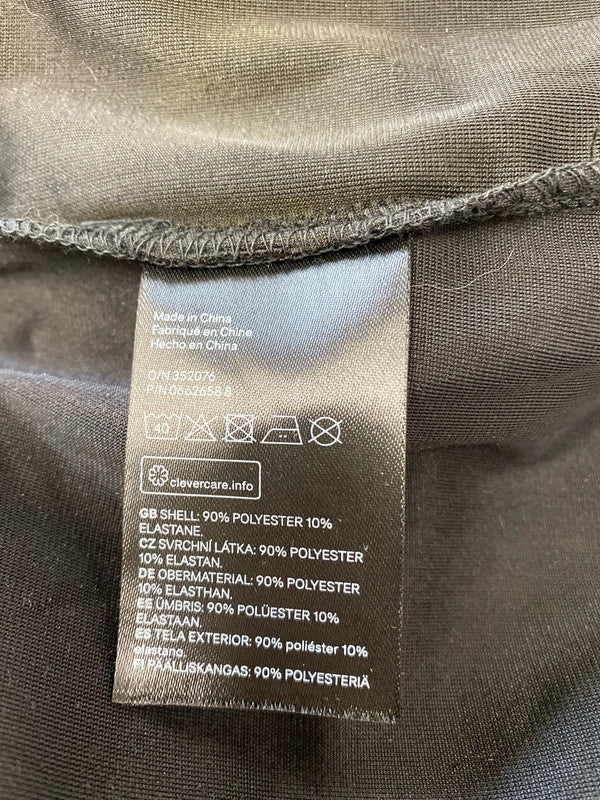 Made in China
Fabriqué en Chine
Hecho en China
O/N 352076
P/N 0662658 8
40
clevercare.info
GB SHELL: 90% POLYESTER 10%
ELASTANE.
CZ SVRCHNÍ LÁTKA: 90% POLYESTER
10% ELASTAN.
DE OBERMATERIAL: 90% POLYESTER
10% ELASTHAN.
EE ÜMBRIS: 90% POLÜESTER 10%
ELASTAAN.
ES TELA EXTERIOR: 90% poliéster 10%
elastano.
FI PÄÄLLISKANGAS: 90% POLYESTERIÄ